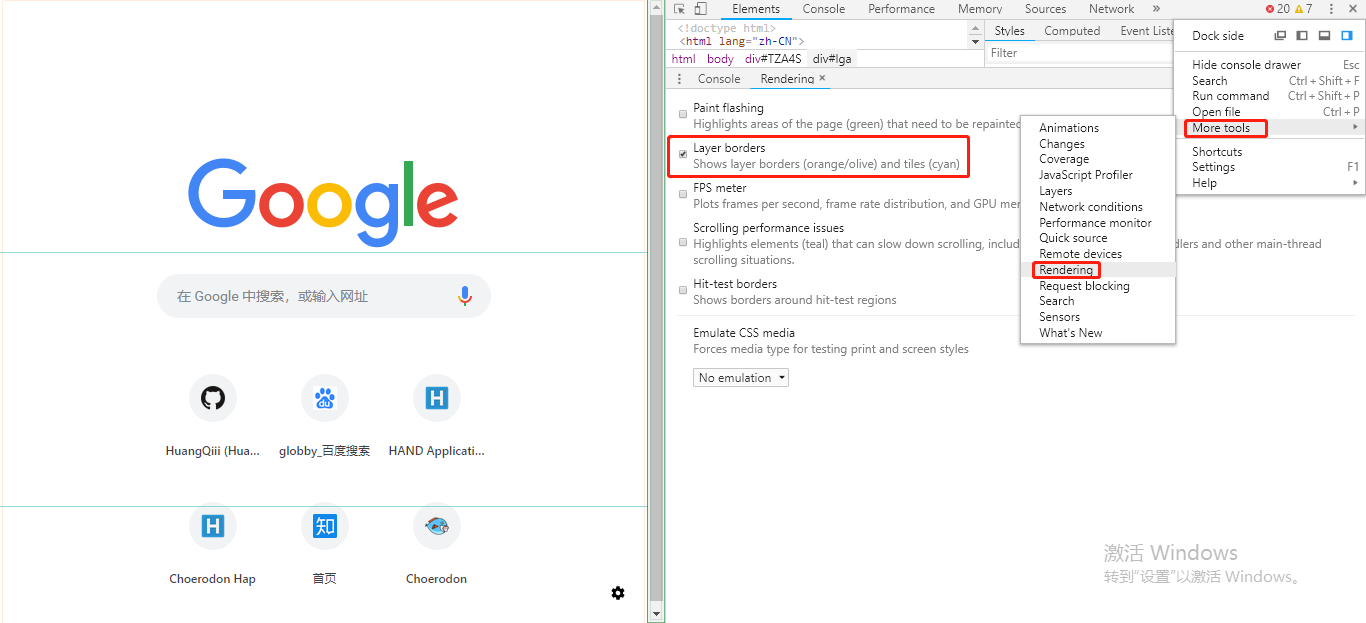 Google
在 Google 中搜索，或输入网址
HuangQiii (Hua...
globby_百度搜索
HAND Applicati...
Choerodon Hap
首页
Choerodon
Elements Console Performance Memory Sources Network »
20 7
<!doctype html>
<html lang="zh-CN">
html body div#TZA4S div#lga
Styles Computed Event Liste
Filter
Console Rendering ×
Paint flashing
Highlights areas of the page (green) that need to be repainted
Layer borders
Shows layer borders (orange/olive) and tiles (cyan)
FPS meter
Plots frames per second, frame rate distribution, and GPU mer
Scrolling performance issues
Highlights elements (teal) that can slow down scrolling, includ
dlers and other main-thread
scrolling situations.
Hit-test borders
Shows borders around hit-test regions
Emulate CSS media
Forces media type for testing print and screen styles
No emulation
Dock side
Hide console drawer Esc
Search Ctrl + Shift + F
Run command Ctrl + Shift + P
Open file Ctrl + P
More tools
Shortcuts
Settings F1
Help
Animations
Changes
Coverage
JavaScript Profiler
Layers
Network conditions
Performance monitor
Quick source
Remote devices
Rendering
Request blocking
Search
Sensors
What's New
激活 Windows
转到"设置"以激活 Windows。